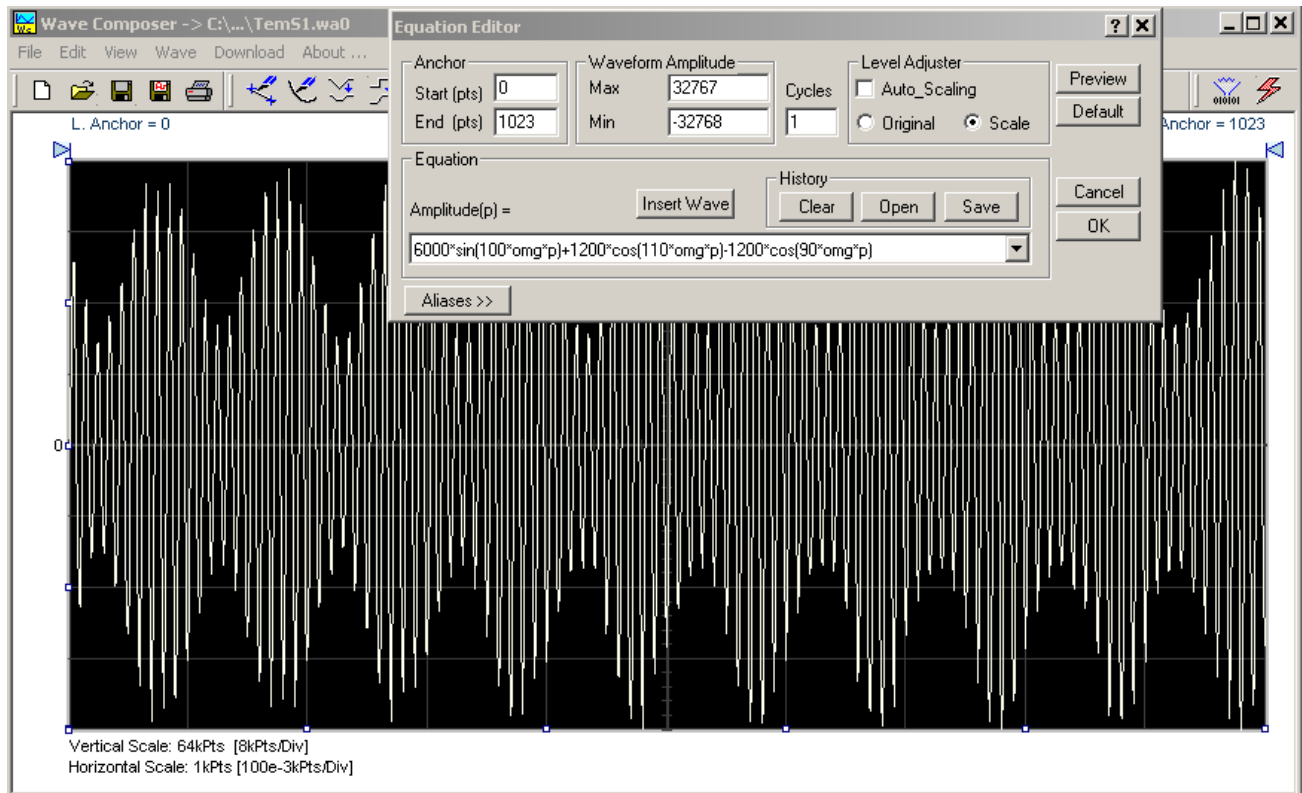 Wave Composer -> C:\...\TemS1.wa0
File Edit View Wave Download About ...
L. Anchor = 0
Anchor = 1023
Equation Editor
Anchor
Start (pts) 0
End (pts) 1023
Waveform Amplitude
Max 32767
Min -32768
Cycles
1
Level Adjuster
Auto_Scaling
Original Scale
Preview
Default
Equation
Amplitude(p) =
Insert Wave
History
Clear Open Save
Cancel
OK
6000*sin(100*omg*p)+1200*cos(110*omg*p)-1200*cos(90*omg*p)
Aliases >>
0
Vertical Scale: 64kPts [8kPts/Div]
Horizontal Scale: 1kPts [100e-3kPts/Div]